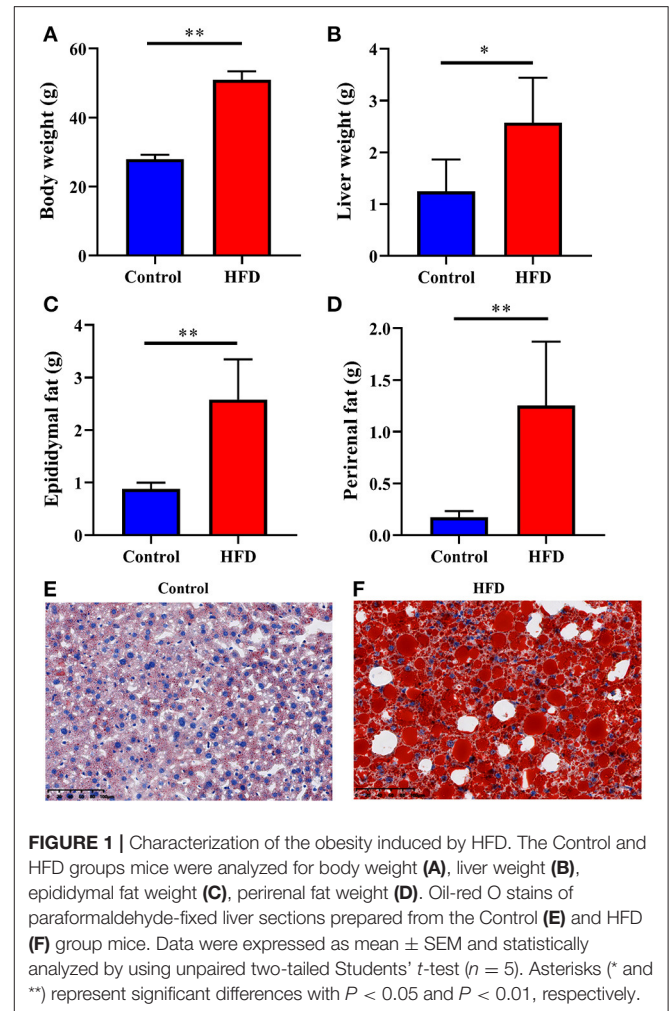 A
**
Body weight (g)
60
40
20
0
Control
HFD
B
*
Liver weight (g)
4
3
2
1
0
Control
HFD
C
**
Epididymal fat (g)
4
3
2
1
0
Control
HFD
D
**
Perirenal fat (g)
2.0
1.5
1.0
0.5
0.0
Control
HFD
E
Control
F
HFD
FIGURE 1 | Characterization of the obesity induced by HFD. The Control and
HFD groups mice were analyzed for body weight (A), liver weight (B),
epididymal fat weight (C), perirenal fat weight (D). Oil-red O stains of
paraformaldehyde-fixed liver sections prepared from the Control (E) and HFD
(F) group mice. Data were expressed as mean ± SEM and statistically
analyzed by using unpaired two-tailed Students' t-test (n = 5). Asterisks (* and
**) represent significant differences with P < 0.05 and P < 0.01, respectively.